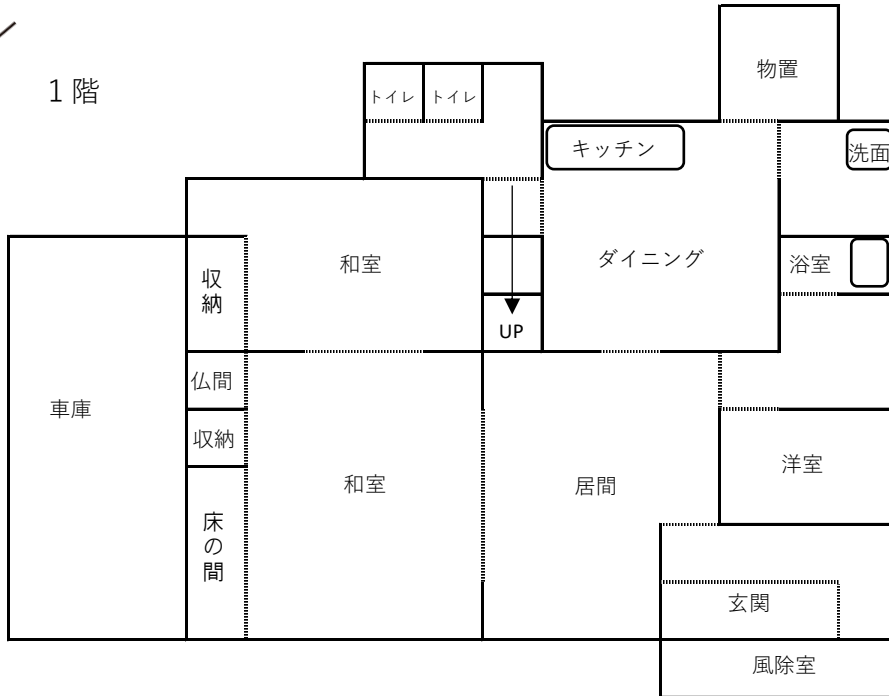 1階
物置
トイレ
トイレ
キッチン
洗面
和室
ダイニング
浴室
収納
UP
仏間
車庫
収納
和室
居間
洋室
床の間
玄関
風除室